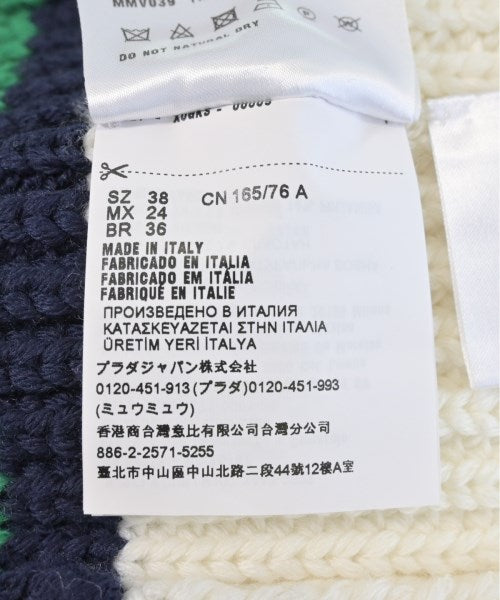 MMV039
DO NOT NATURAL DRY
SZ 38 CN 165/76 A
MX 24
BR 36
MADE IN ITALY
FABRICADO EN ITALIA
FABRICADO EM ITÁLIA
FABRIQUÉ EN ITALIE
ПРОИЗВЕДЕНО В ИТАЛИЯ
ΚΑΤΑΣΚΕΥΑΖΕΤΑΙ ΣΤΗΝ ΙΤΑΛΙΑ
ÜRETİM YERİ İTALYA
プラダジャパン株式会社
0120-451-913(プラダ)0120-451-993
(ミュウミュウ)
香港商台灣意比有限公司台灣分公司
886-2-2571-5255
臺北市中山區中山北路二段44號12樓A室